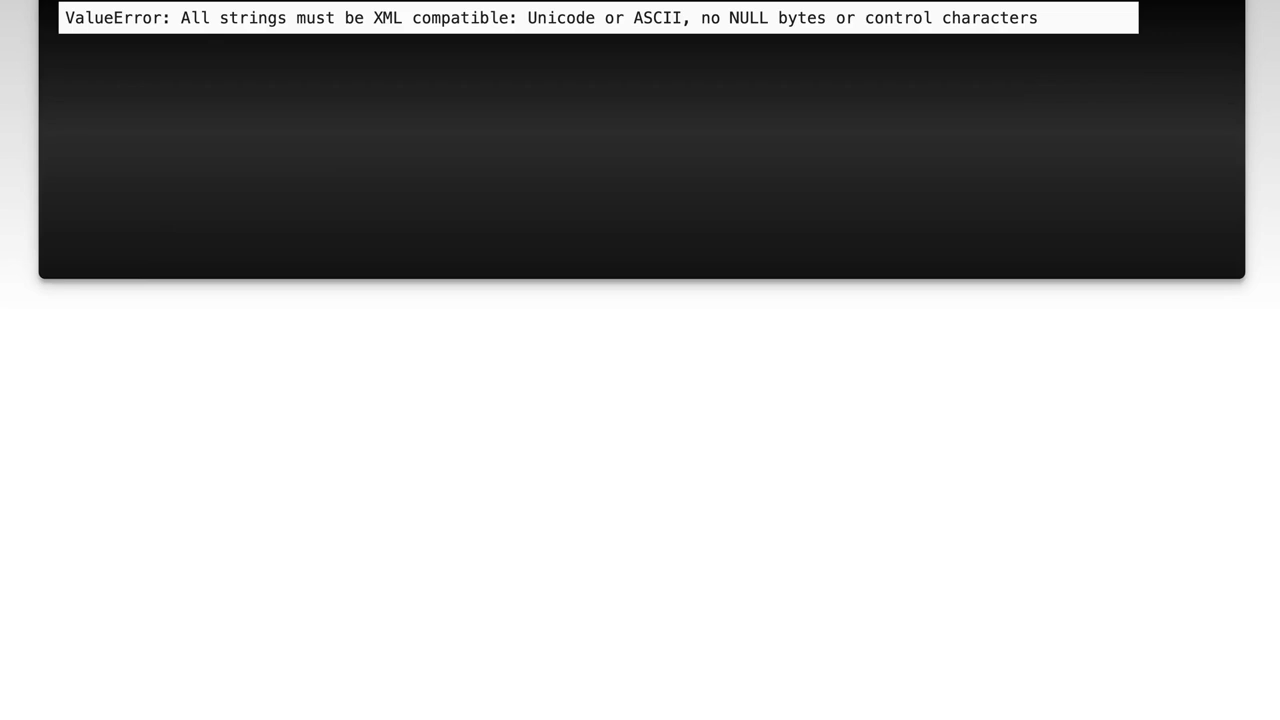 ValueError: All strings must be XML compatible: Unicode or ASCII, no NULL bytes or control characters